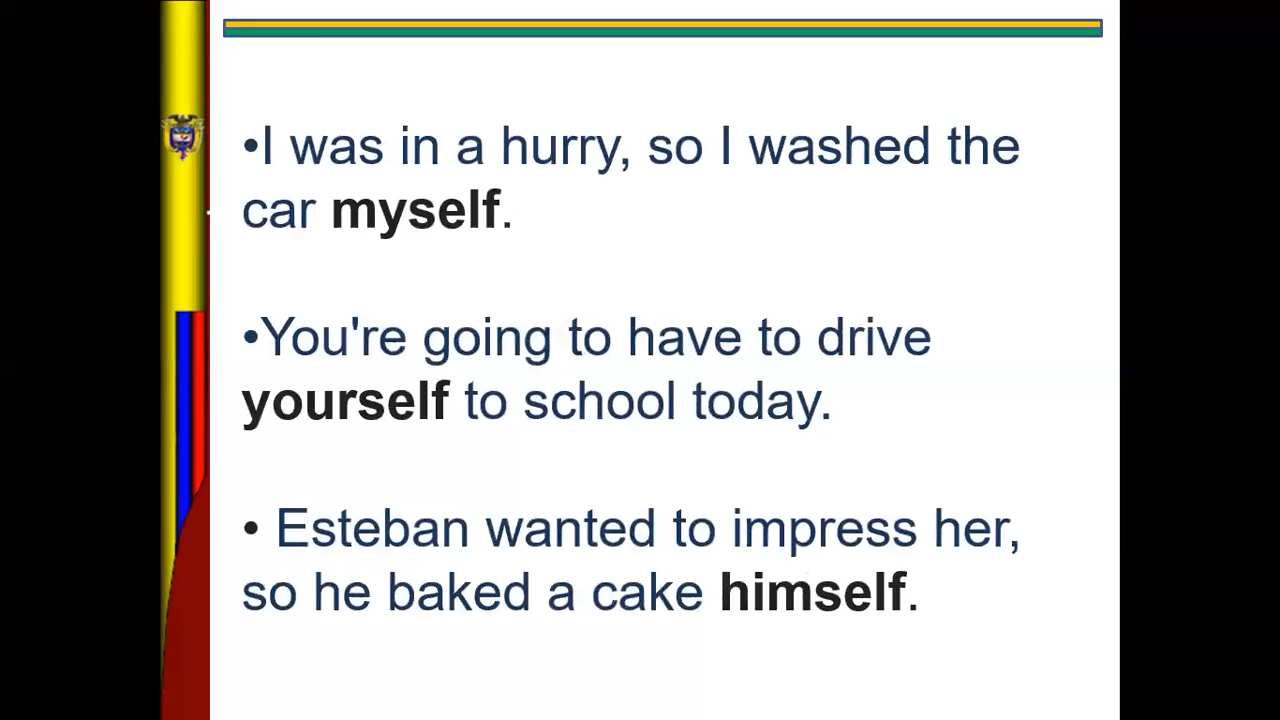 •I was in a hurry, so I washed the
car myself.
•You're going to have to drive
yourself to school today.
• Esteban wanted to impress her,
so he baked a cake himself.